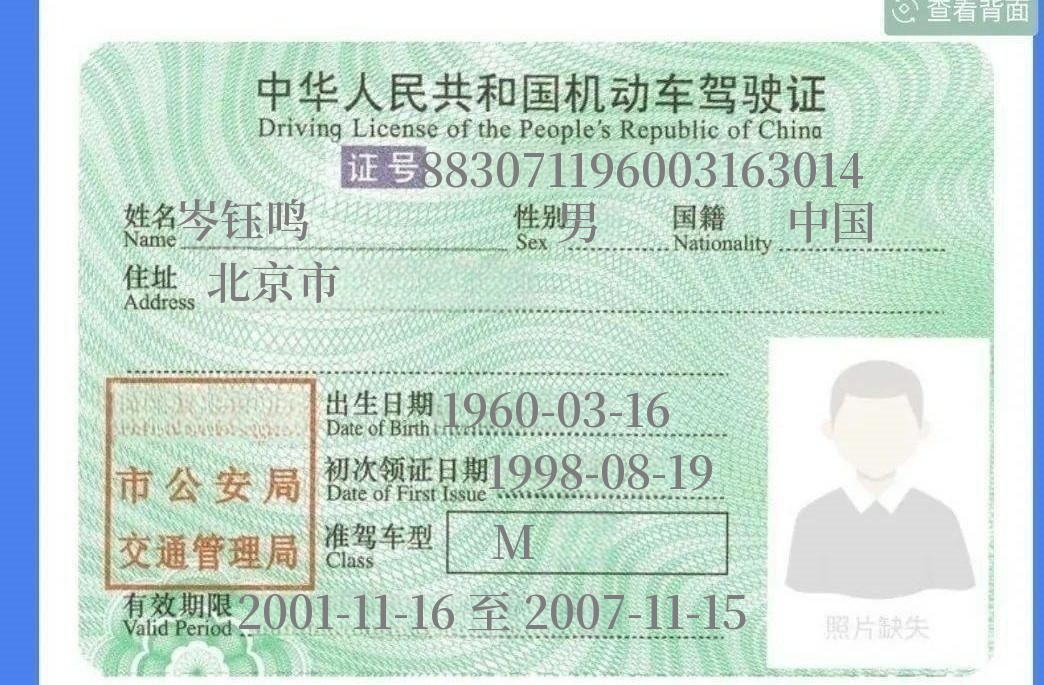 查看背面
中华人民共和国机动车驾驶证
Driving License of the People's Republic of China
证号 883071196003163014
姓名 岑钰鸣 性别 男 国籍 中国
Name Sex Nationality
住址 北京市
Address
出生日期 1960-03-16
Date of Birth
初次领证日期 1998-08-19
Date of First Issue
市公安局
交通管理局
准驾车型 M
Class
有效期限 2001-11-16 至 2007-11-15
Valid Period
照片缺失